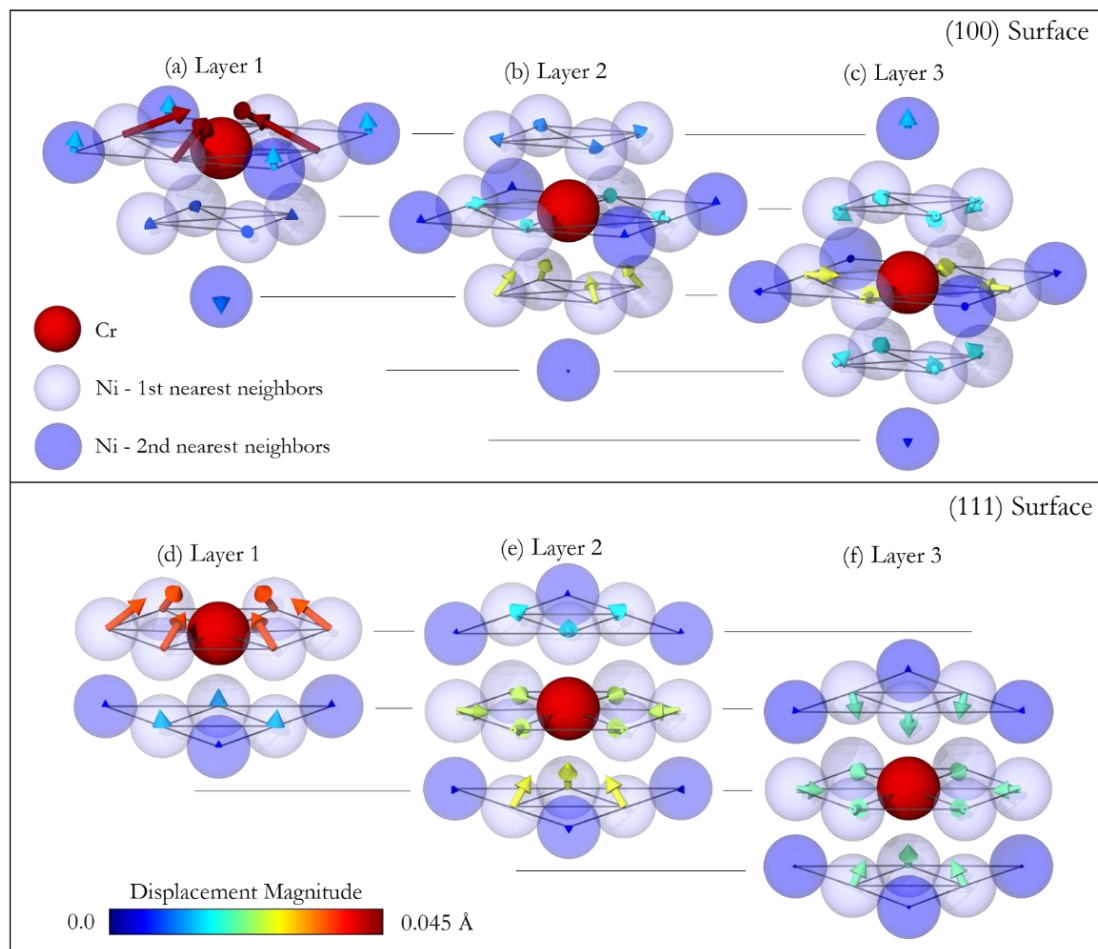 (100) Surface
(a) Layer 1
(b) Layer 2
(c) Layer 3
Cr
Ni - 1st nearest neighbors
Ni - 2nd nearest neighbors
(111) Surface
(d) Layer 1
(e) Layer 2
(f) Layer 3
Displacement Magnitude
0.0
0.045 Å